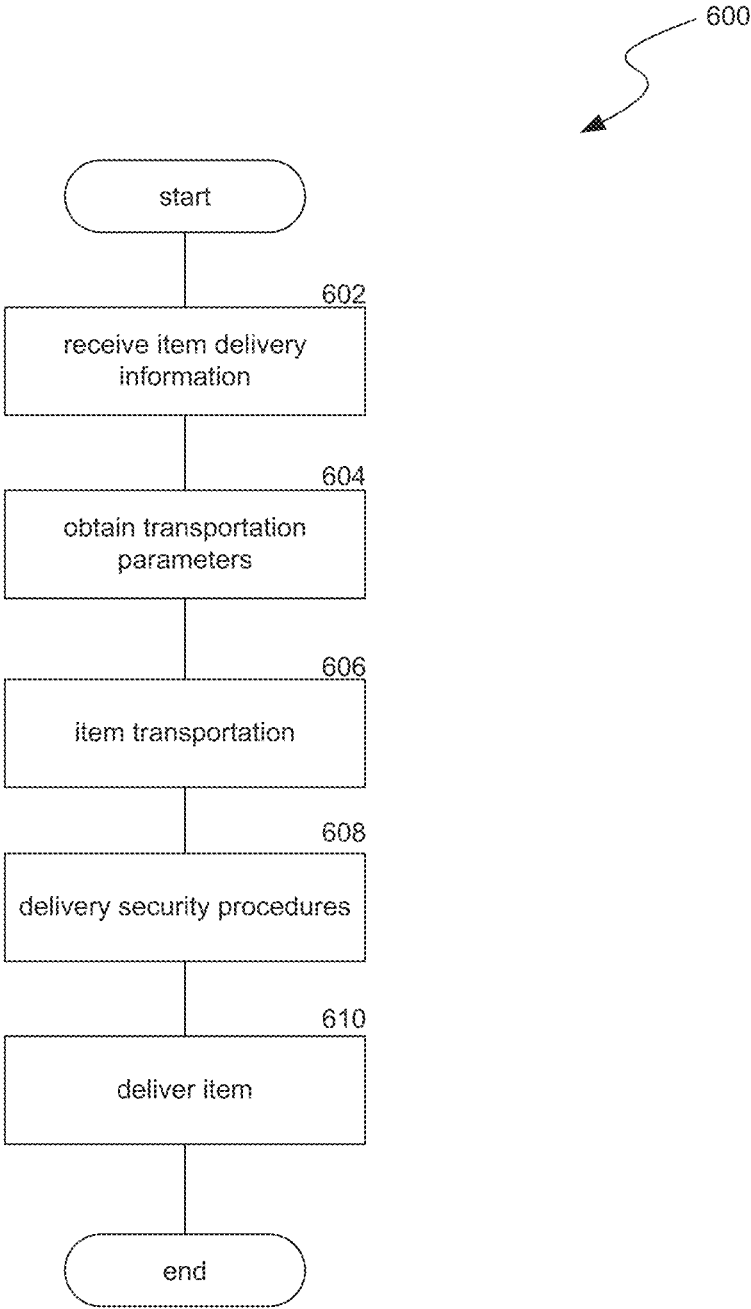 600
start
602
receive item delivery
information
604
obtain transportation
parameters
606
item transportation
608
delivery security procedures
610
deliver item
end